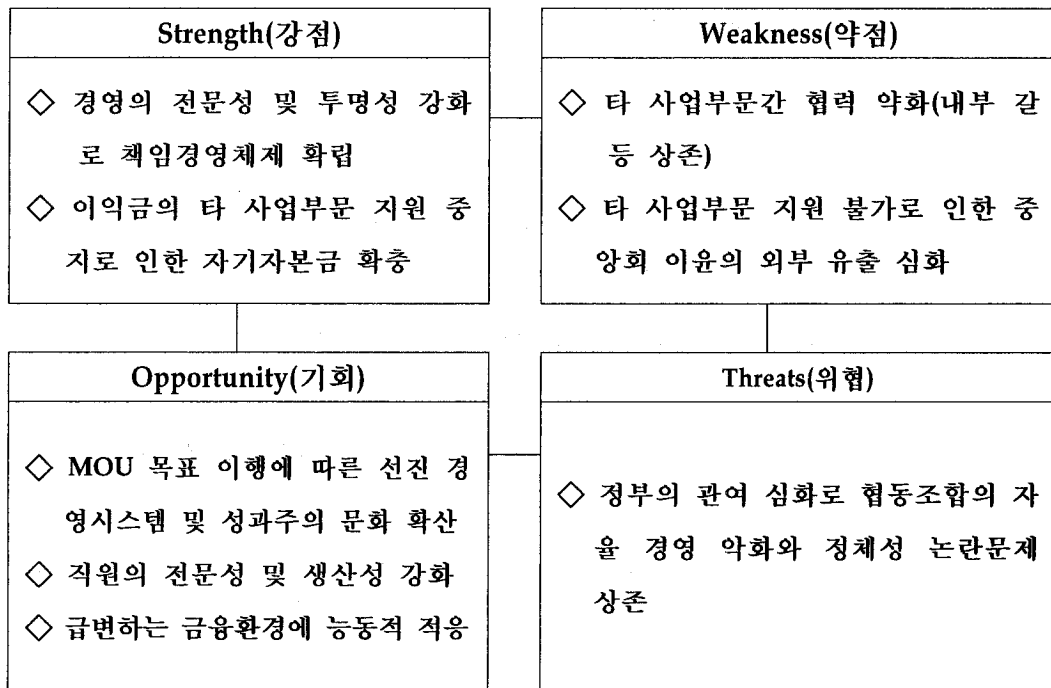 Strength(강점)
◇ 경영의 전문성 및 투명성 강화
로 책임경영체제 확립
◇ 이익금의 타 사업부문 지원 중
지로 인한 자기자본금 확충
Weakness(약점)
◇ 타 사업부문간 협력 약화(내부 갈
등 상존)
◇ 타 사업부문 지원 불가로 인한 중
앙회 이윤의 외부 유출 심화
Opportunity(기회)
◇ MOU 목표 이행에 따른 선진 경
영시스템 및 성과주의 문화 확산
◇ 직원의 전문성 및 생산성 강화
◇ 급변하는 금융환경에 능동적 적응
Threats(위협)
◇ 정부의 관여 심화로 협동조합의 자
율 경영 악화와 정체성 논란문제
상존